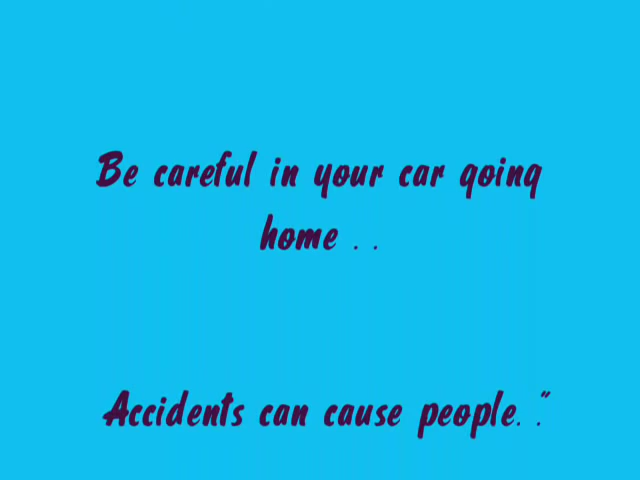 Be careful in your car going
home . .
Accidents can cause people. ."